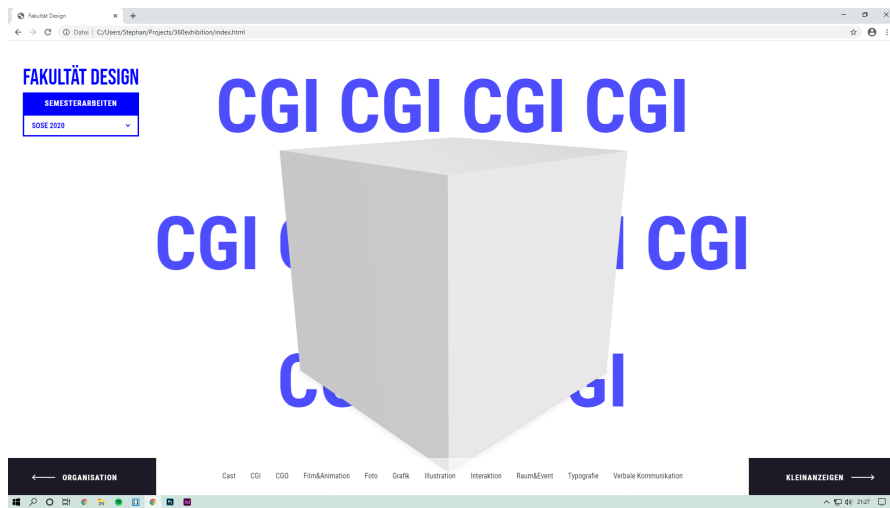 Fakultät Design
Datei | C:/Users/Stephan/Projects/360exhibition/index.html
FAKULTÄT DESIGN
SEMESTERARBEITEN
SOSE 2020
CGI CGI CGI CGI
CGI CGI
GI
ORGANISATION
Cast CGI CGO Film&Animation Foto Grafik Illustration Interaktion Raum&Event Typografie Verbale Kommunikation
KLEINANZEIGEN
21:27